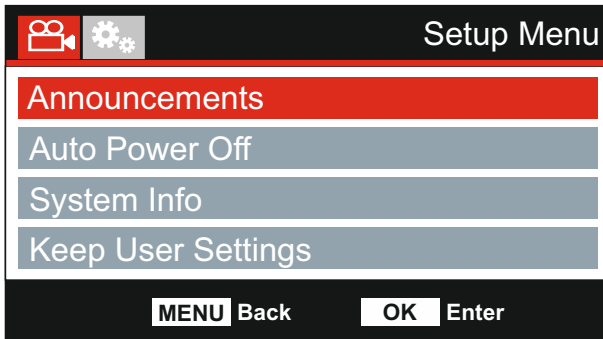 Setup Menu
Announcements
Auto Power Off
System Info
Keep User Settings
MENU Back OK Enter